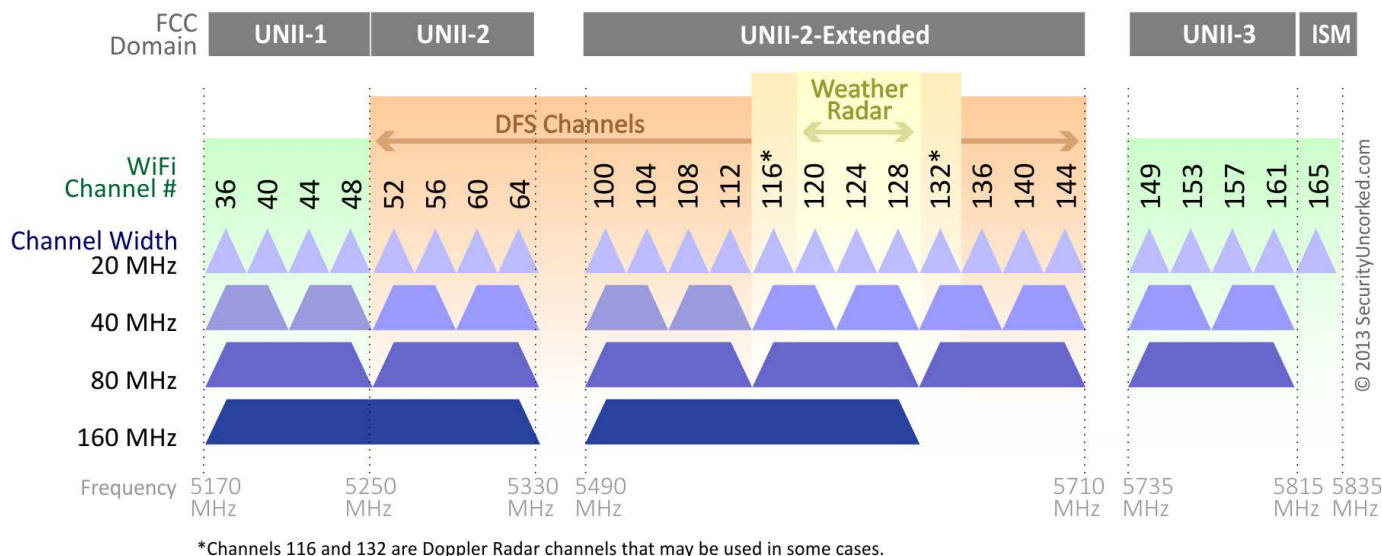 FCC
Domain
UNII-1 UNII-2 UNII-2-Extended UNII-3 ISM
Weather
Radar
DFS Channels
WiFi
Channel #
36 40 44 48 52 56 60 64 100 104 108 112 116* 120 124 128 132* 136 140 144 149 153 157 161 165
Channel Width
20 MHz
40 MHz
80 MHz
160 MHz
Frequency 5170 5250 5330 5490 5710 5735 5815 5835
MHz MHz MHz MHz MHz MHz MHz MHz
*Channels 116 and 132 are Doppler Radar channels that may be used in some cases.
© 2013 SecurityUncorked.com